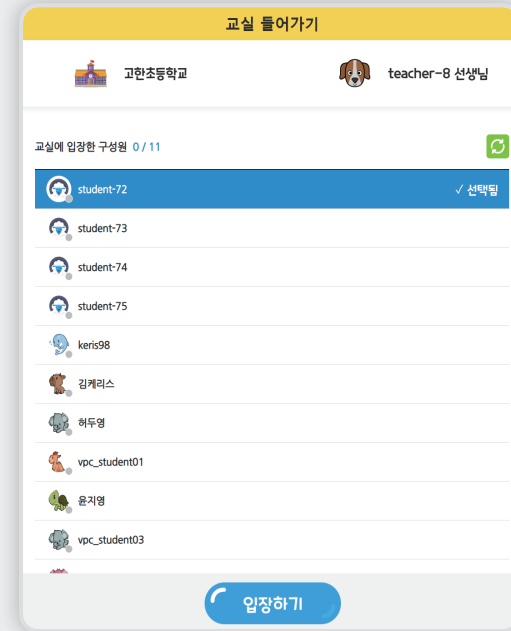 교실 들어가기
고한초등학교
teacher-8 선생님
교실에 입장한 구성원 0 / 11
student-72 ✓ 선택됨
student-73
student-74
student-75
keris98
김케리스
허두영
vpc_student01
윤지영
vpc_student03
입장하기